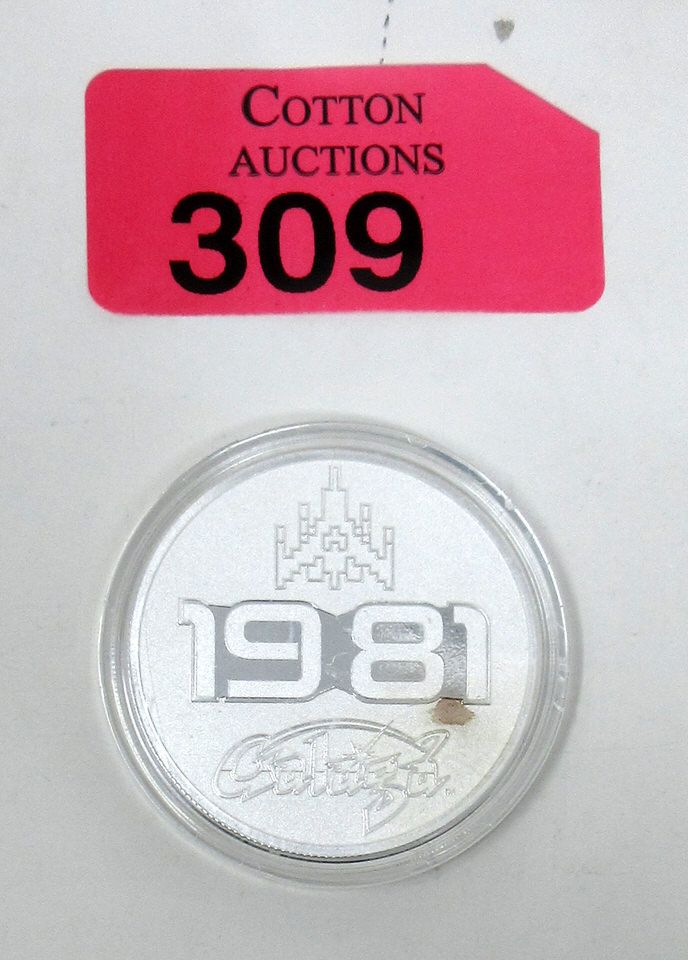 COTTON
AUCTIONS
309
1981
Galaga